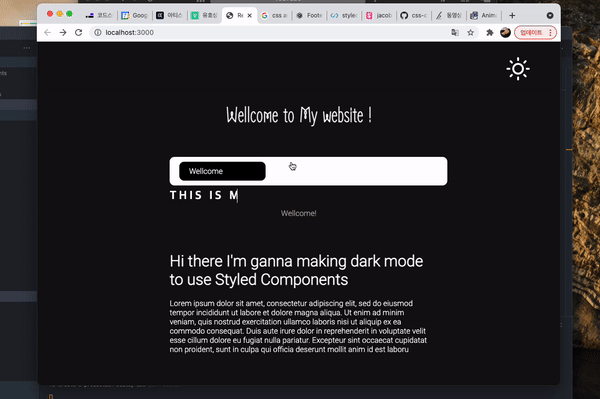 코드스
Goog
아티스
유효성
Re
css a
Foote
style
jacob
css-c
동영상
Anim
localhost:3000
업데이트
Wellcome to My website !
Wellcome
THIS IS M
Wellcome!
Hi there I'm ganna making dark mode
to use Styled Components
Lorem ipsum dolor sit amet, consectetur adipiscing elit, sed do eiusmod
tempor incididunt ut labore et dolore magna aliqua. Ut enim ad minim
veniam, quis nostrud exercitation ullamco laboris nisi ut aliquip ex ea
commodo consequat. Duis aute irure dolor in reprehenderit in voluptate velit
esse cillum dolore eu fugiat nulla pariatur. Excepteur sint occaecat cupidatat
non proident, sunt in culpa qui officia deserunt mollit anim id est laboru